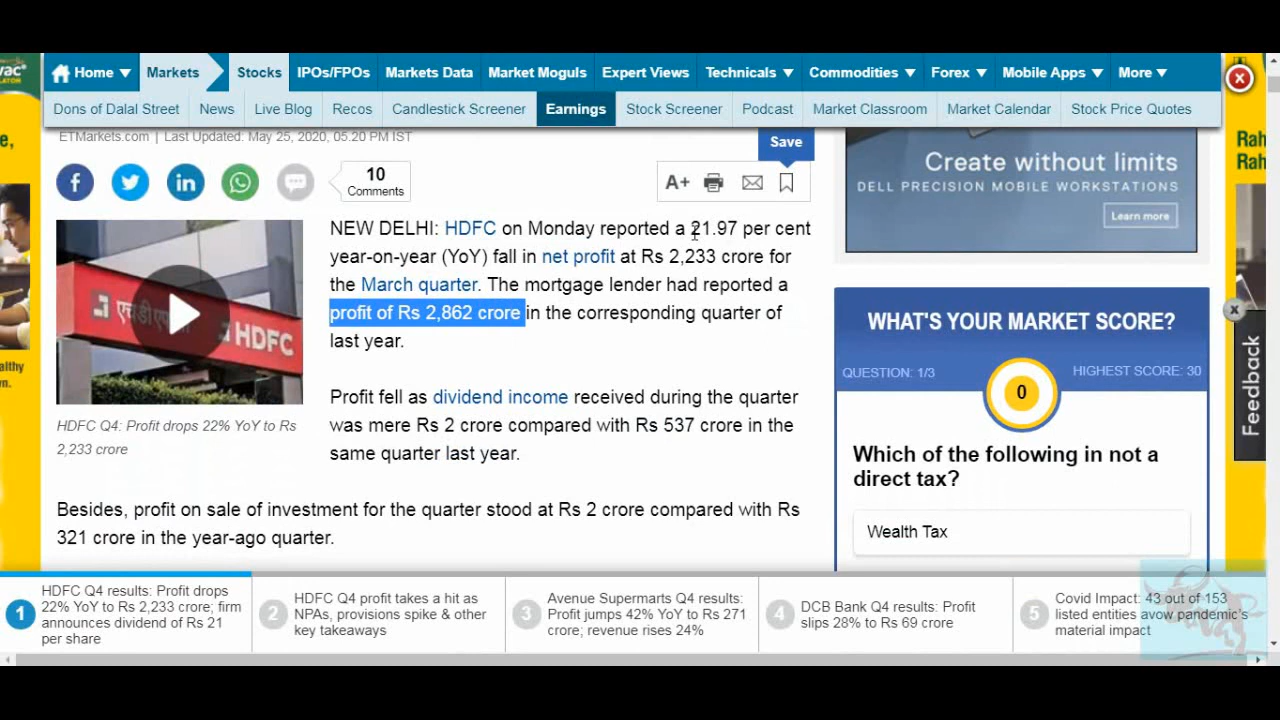 vac®
Home
Markets
Stocks
IPOs/FPOs
Markets Data
Market Moguls
Expert Views
Technicals
Commodities
Forex
Mobile Apps
More
Dons of Dalal Street
News
Live Blog
Recos
Candlestick Screener
Earnings
Stock Screener
Podcast
Market Classroom
Market Calendar
Stock Price Quotes
ETMarkets.com | Last Updated: May 25, 2020, 05.20 PM IST
Save
10
Comments
A+
NEW DELHI: HDFC on Monday reported a 21.97 per cent
year-on-year (YoY) fall in net profit at Rs 2,233 crore for
the March quarter. The mortgage lender had reported a
profit of Rs 2,862 crore in the corresponding quarter of
last year.
HDFC
HDFC Q4: Profit drops 22% YoY to Rs
2,233 crore
Profit fell as dividend income received during the quarter
was mere Rs 2 crore compared with Rs 537 crore in the
same quarter last year.
Besides, profit on sale of investment for the quarter stood at Rs 2 crore compared with Rs
321 crore in the year-ago quarter.
Create without limits
DELL PRECISION MOBILE WORKSTATIONS
Learn more
WHAT'S YOUR MARKET SCORE?
QUESTION: 1/3
0
HIGHEST SCORE: 30
Which of the following in not a
direct tax?
Wealth Tax
Feedback
Rah
Rah
1
HDFC Q4 results: Profit drops
22% YoY to Rs 2,233 crore; firm
announces dividend of Rs 21
per share
2
HDFC Q4 profit takes a hit as
NPAs, provisions spike & other
key takeaways
3
Avenue Supermarts Q4 results:
Profit jumps 42% YoY to Rs 271
crore; revenue rises 24%
4
DCB Bank Q4 results: Profit
slips 28% to Rs 69 crore
5
Covid Impact: 43 out of 153
listed entities avow pandemic's
material impact